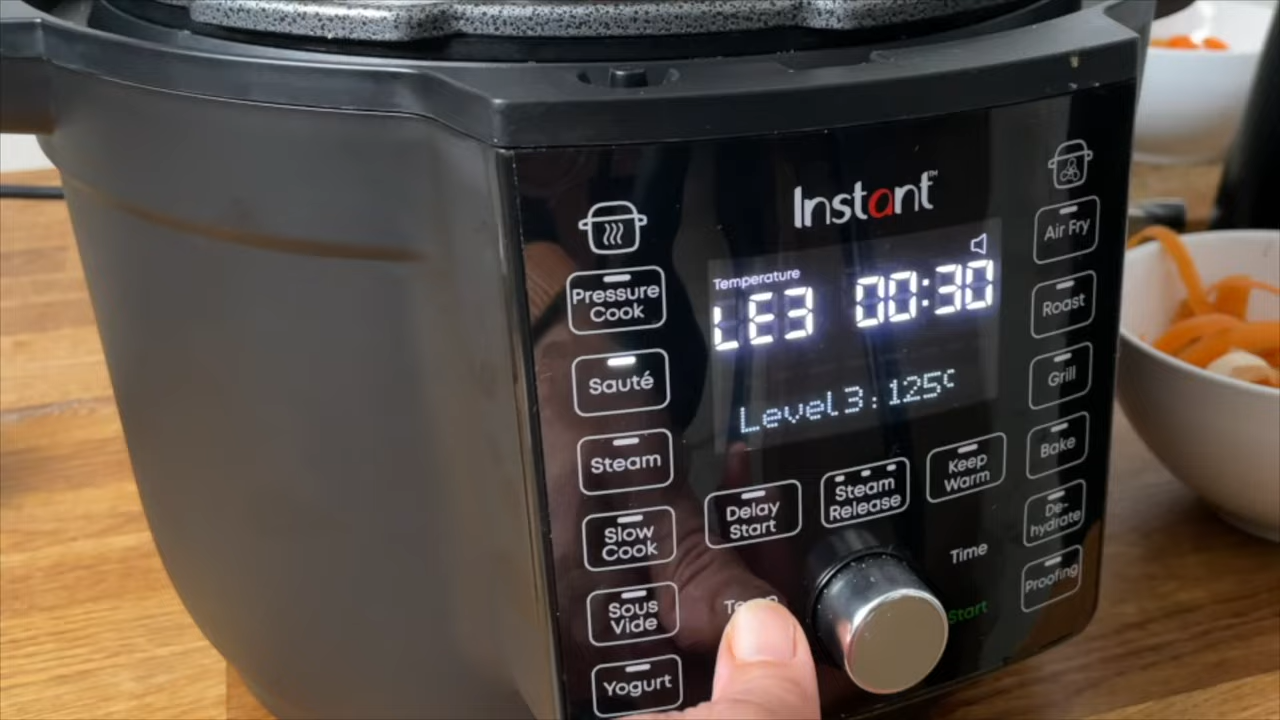 Instant™
Temperature
LE3 00:30
Level3: 125c
Pressure
Cook
Sauté
Steam
Slow
Cook
Sous
Vide
Yogurt
Delay
Start
Steam
Release
Keep
Warm
Time
Start
Air Fry
Roast
Grill
Bake
De-
hydrate
Proofing